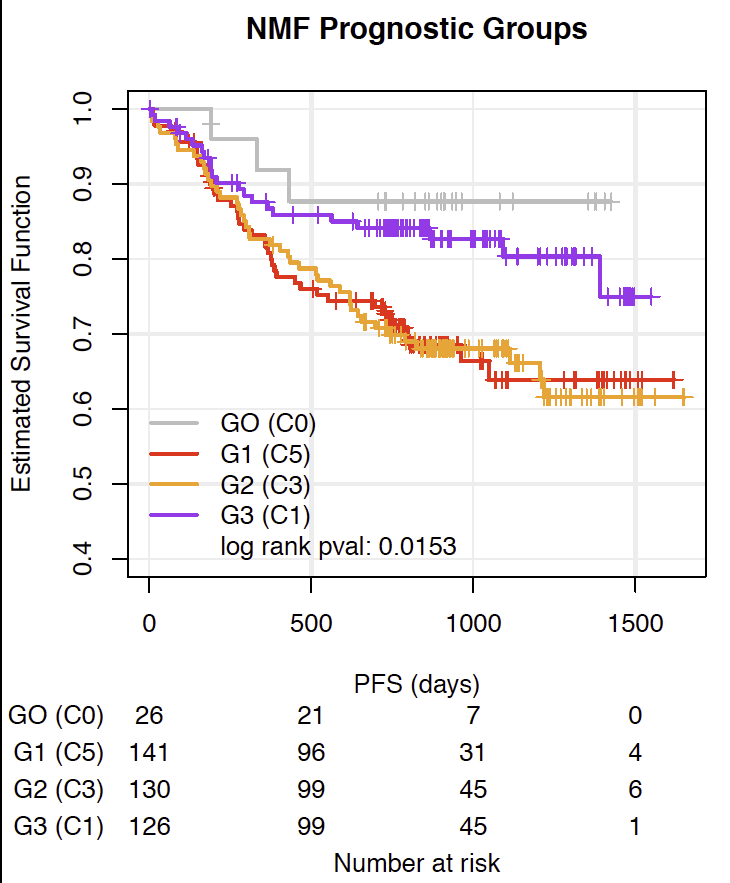 NMF Prognostic Groups
Estimated Survival Function
1.0
0.9
0.8
0.7
0.6
0.5
0.4
GO (C0)
G1 (C5)
G2 (C3)
G3 (C1)
log rank pval: 0.0153
0 500 1000 1500
PFS (days)
GO (C0) 26 21 7 0
G1 (C5) 141 96 31 4
G2 (C3) 130 99 45 6
G3 (C1) 126 99 45 1
Number at risk